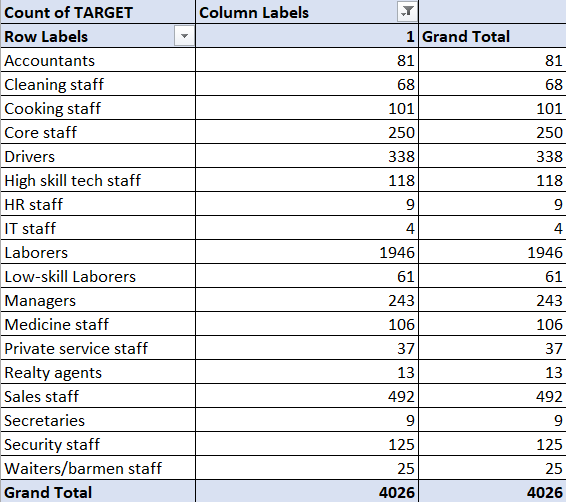 Count of TARGET Column Labels
Row Labels 1 Grand Total
Accountants 81 81
Cleaning staff 68 68
Cooking staff 101 101
Core staff 250 250
Drivers 338 338
High skill tech staff 118 118
HR staff 9 9
IT staff 4 4
Laborers 1946 1946
Low-skill Laborers 61 61
Managers 243 243
Medicine staff 106 106
Private service staff 37 37
Realty agents 13 13
Sales staff 492 492
Secretaries 9 9
Security staff 125 125
Waiters/barmen staff 25 25
Grand Total 4026 4026